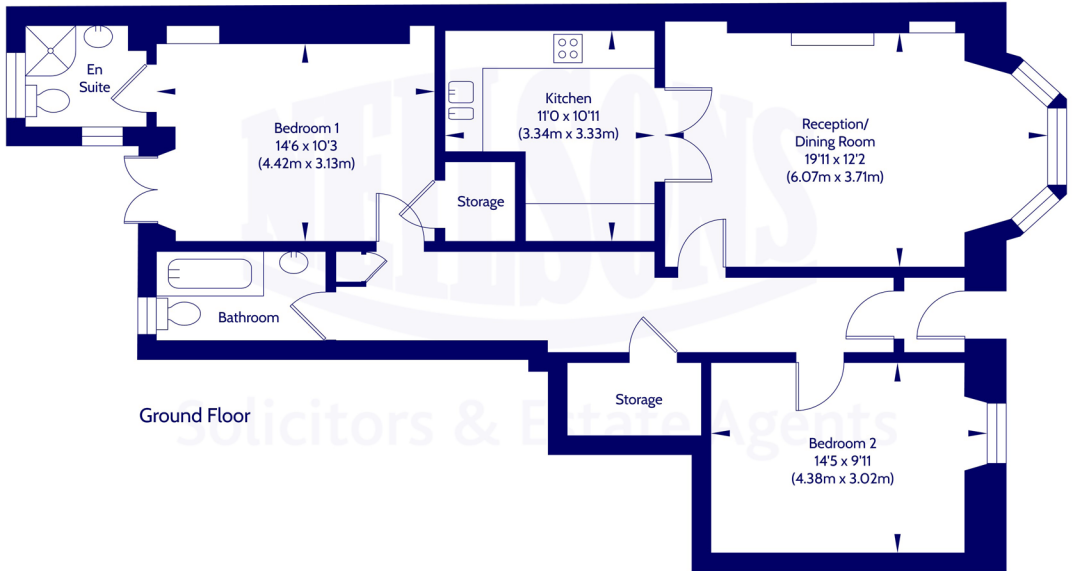 En
Suite
Bedroom 1
14'6 x 10'3
(4.42m x 3.13m)
Kitchen
11'0 x 10'11
(3.34m x 3.33m)
Reception/
Dining Room
19'11 x 12'2
(6.07m x 3.71m)
Storage
Bathroom
Storage
Bedroom 2
14'5 x 9'11
(4.38m x 3.02m)
Ground Floor
NEILSONS
Solicitors & Estate Agents